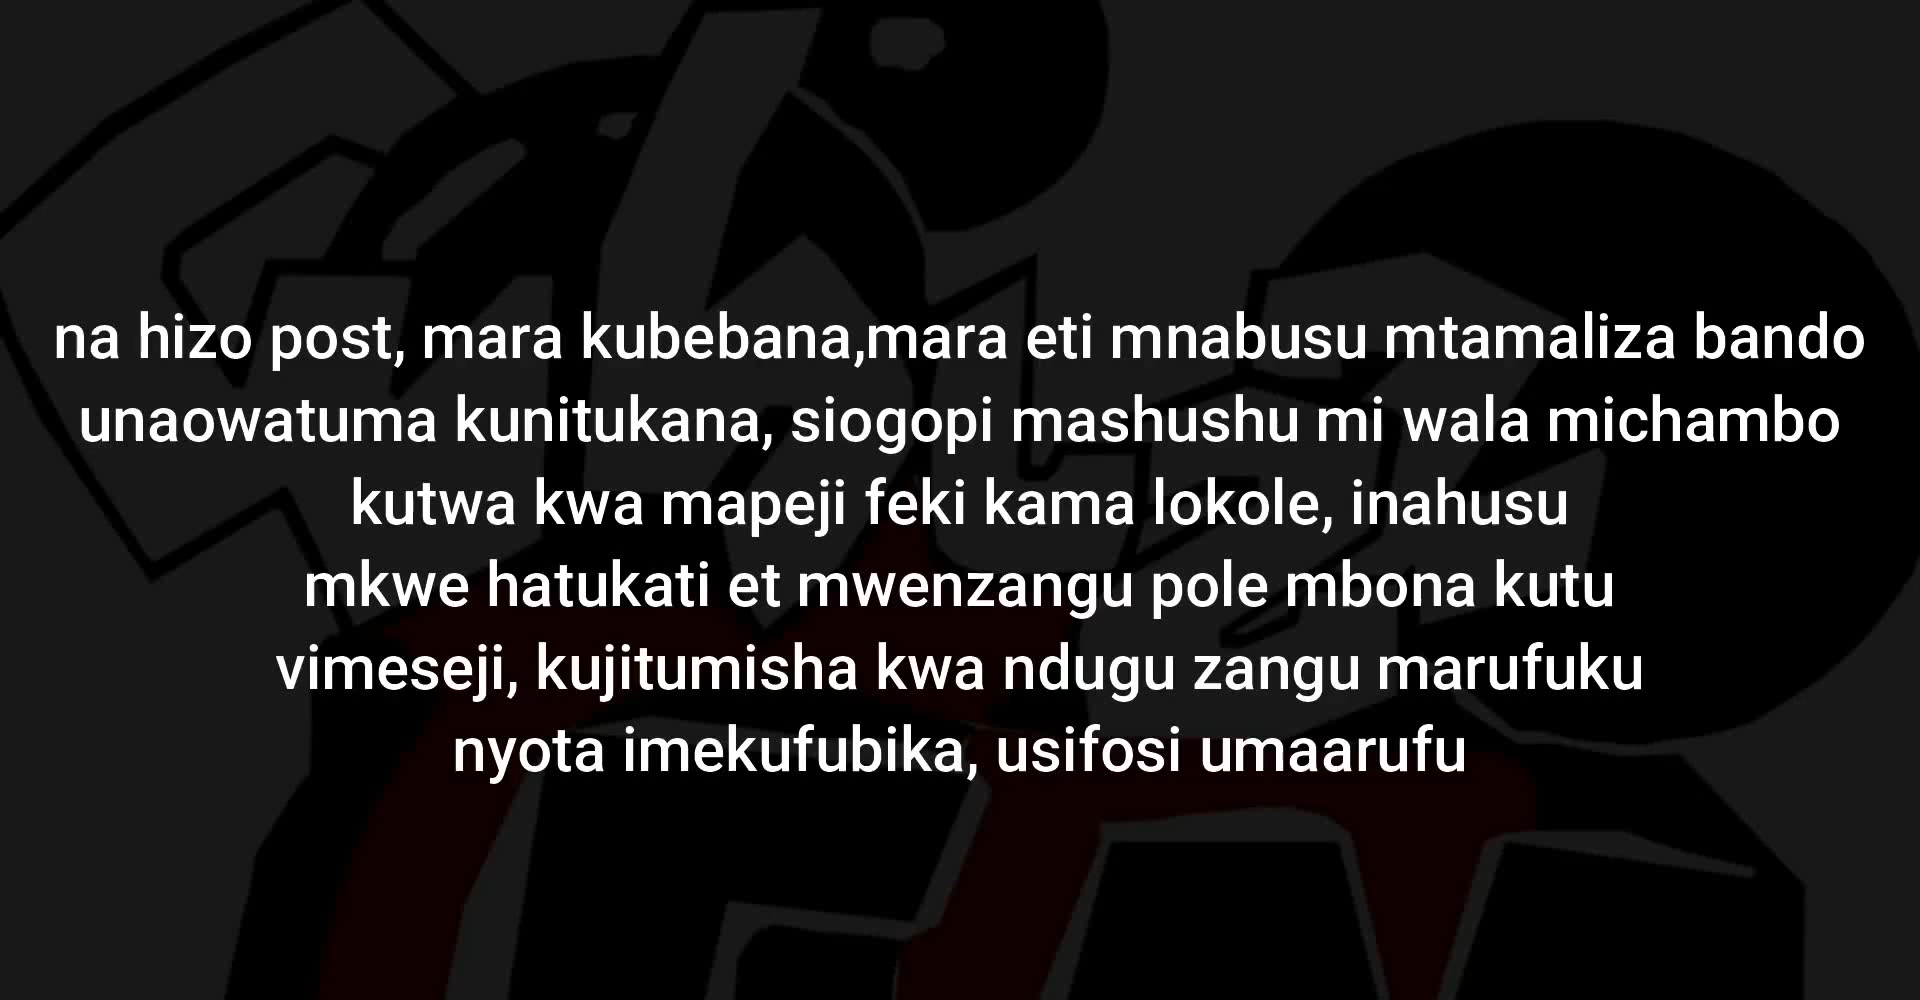 na hizo post, mara kubebana,mara eti mnabusu mtamaliza bando
unaowatuma kunitukana, siogopi mashushu mi wala michambo
kutwa kwa mapeji feki kama lokole, inahusu
mkwe hatukati et mwenzangu pole mbona kutu
vimeseji, kujitumisha kwa ndugu zangu marufuku
nyota imekufubika, usifosi umaarufu